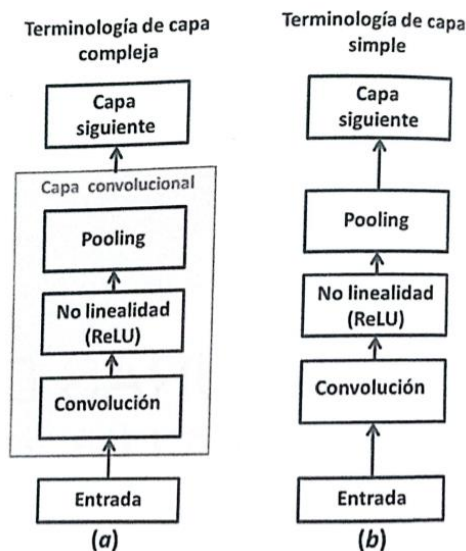 Terminología de capa
compleja
Capa
siguiente
Capa convolucional
Pooling
No linealidad
(ReLU)
Convolución
Entrada
(a)
Terminología de capa
simple
Capa
siguiente
Pooling
No linealidad
(ReLU)
Convolución
Entrada
(b)